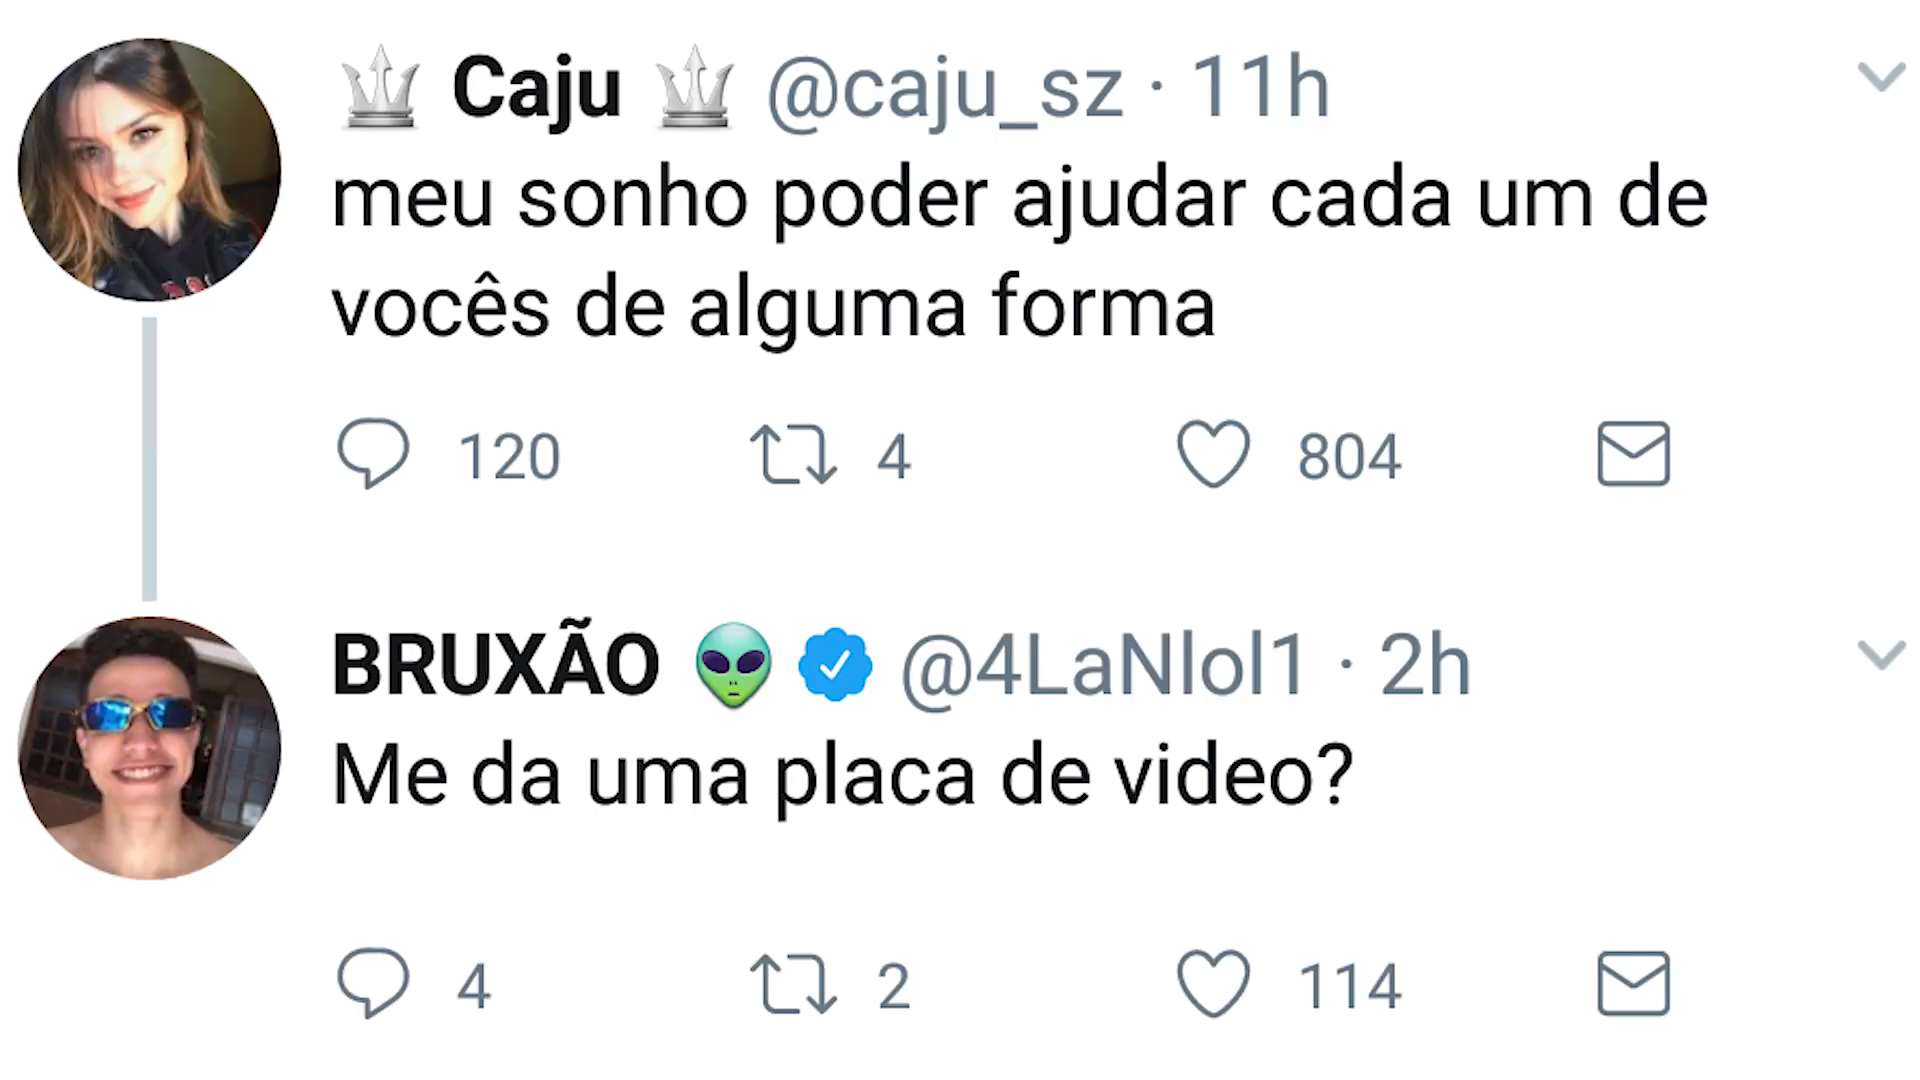 Caju @caju_sz · 11h
meu sonho poder ajudar cada um de
vocês de alguma forma
120 4 804
BRUXÃO 👽 @4LaNlol1 · 2h
Me da uma placa de video?
4 2 114